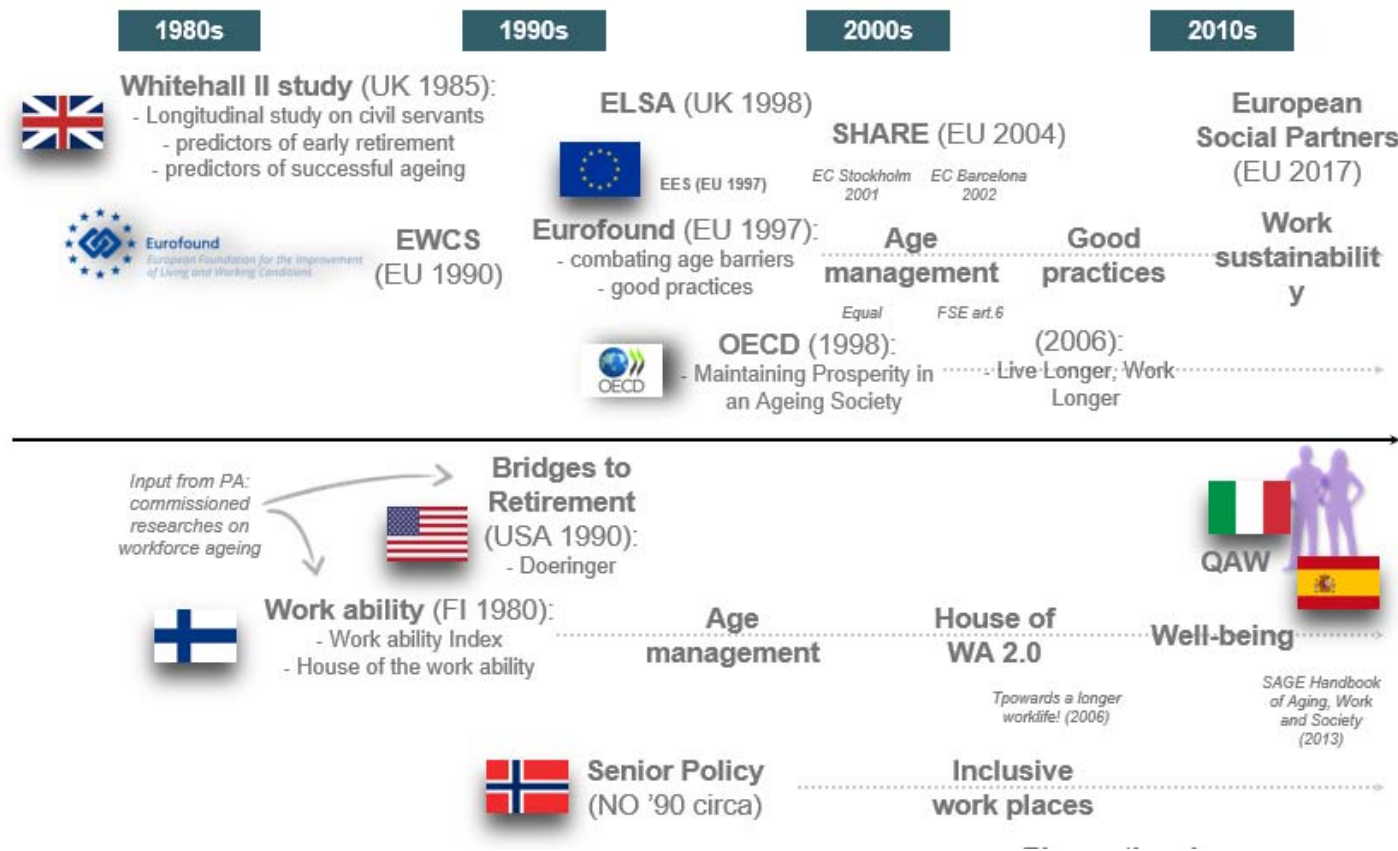 1980s
1990s
2000s
2010s
Whitehall II study (UK 1985):
- Longitudinal study on civil servants
- predictors of early retirement
- predictors of successful ageing
ELSA (UK 1998)
EES (EU 1997)
SHARE (EU 2004)
EC Stockholm
2001
EC Barcelona
2002
European
Social Partners
(EU 2017)
Eurofound
European Foundation for the Improvement
of Living and Working Conditions
EWCS
(EU 1990)
Eurofound (EU 1997):
- combating age barriers
- good practices
Age
management
Good
practices
Work
sustainabilit
y
Equal
FSE art.6
OECD
OECD (1998):
- Maintaining Prosperity in
an Ageing Society
(2006):
- Live Longer, Work
Longer
Input from PA:
commissioned
researches on
workforce ageing
Bridges to
Retirement
(USA 1990):
- Doeringer
QAW
Work ability (FI 1980):
- Work ability Index
- House of the work ability
Age
management
House of
WA 2.0
Well-being
Tpowards a longer
worklife! (2006)
SAGE Handbook
of Aging, Work
and Society
(2013)
Senior Policy
(NO '90 circa)
Inclusive
work places